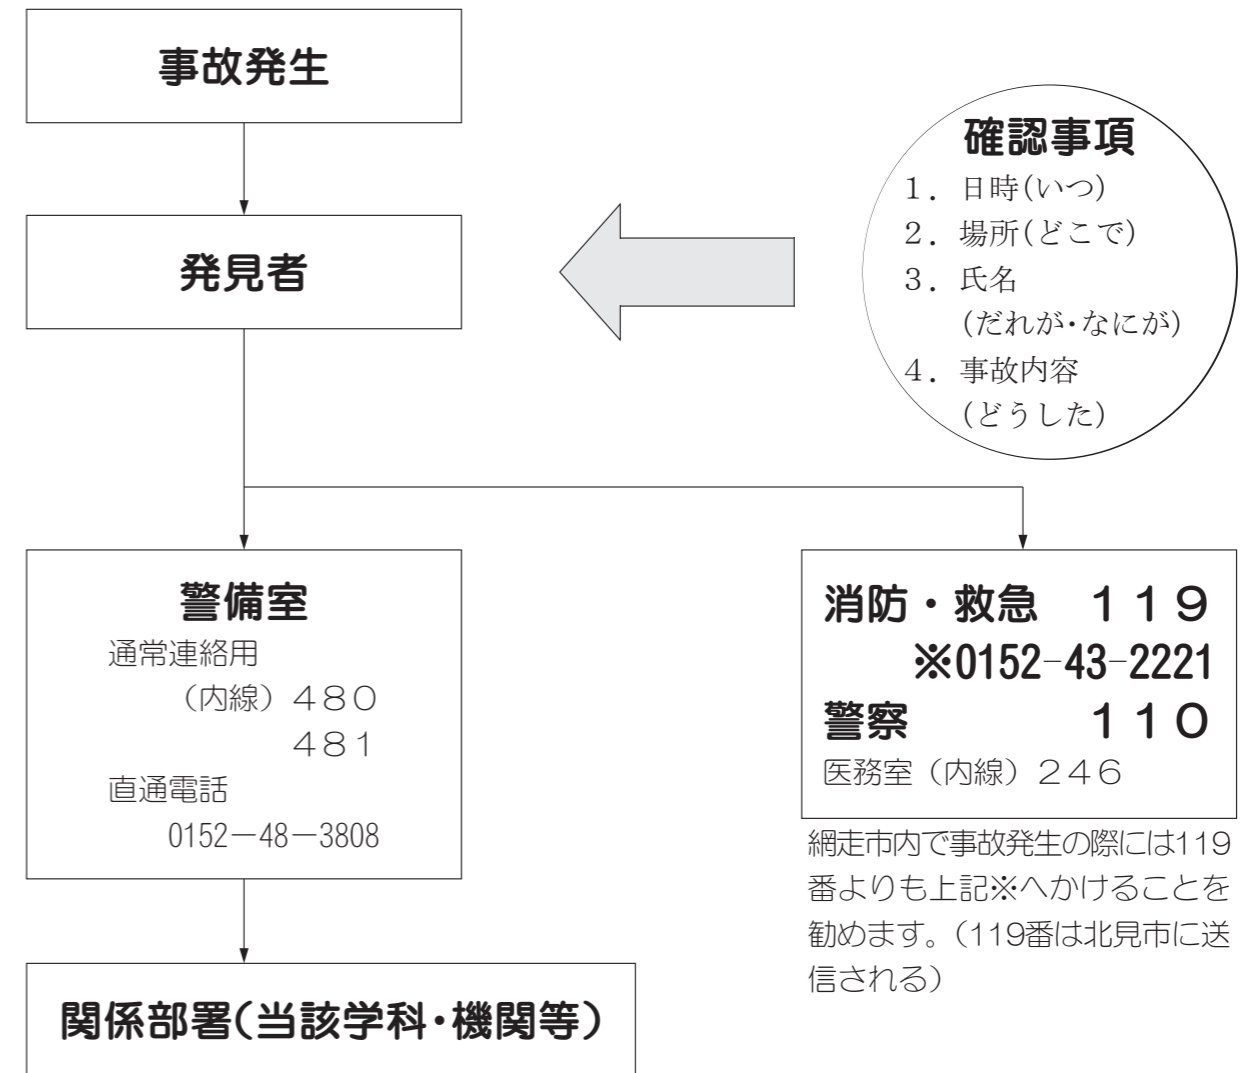 事故発生
発見者
確認事項
１．日時(いつ)
２．場所(どこで)
３．氏名
(だれが・なにが)
４．事故内容
(どうした)
警備室
通常連絡用
（内線）４８０
４８１
直通電話
0152－48－3808
消防・救急　１１９
※0152-43-2221
警察　１１０
医務室（内線）２４６
網走市内で事故発生の際には119
番よりも上記※へかけることを
勧めます。（119番は北見市に送
信される）
関係部署(当該学科・機関等)